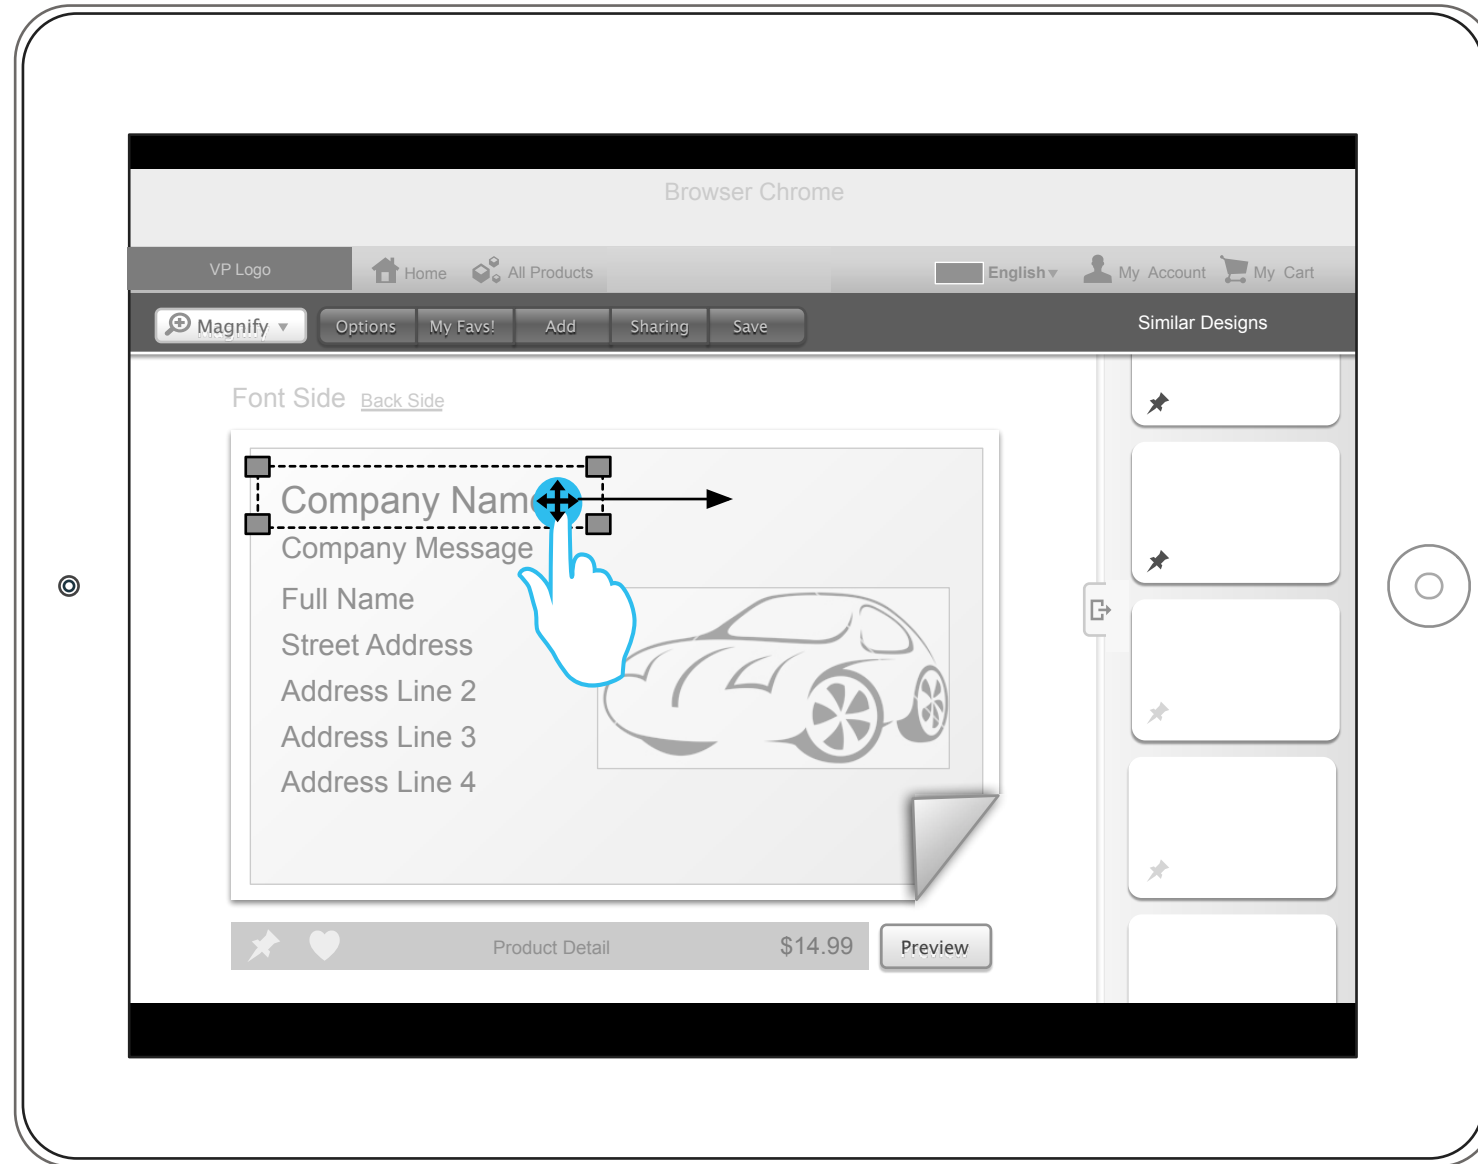 Browser Chrome
VP Logo Home All Products English My Account My Cart
Magnify Options My Favs! Add Sharing Save Similar Designs
Font Side Back Side
Company Nam
Company Message
Full Name
Street Address
Address Line 2
Address Line 3
Address Line 4
Product Detail $14.99 Preview